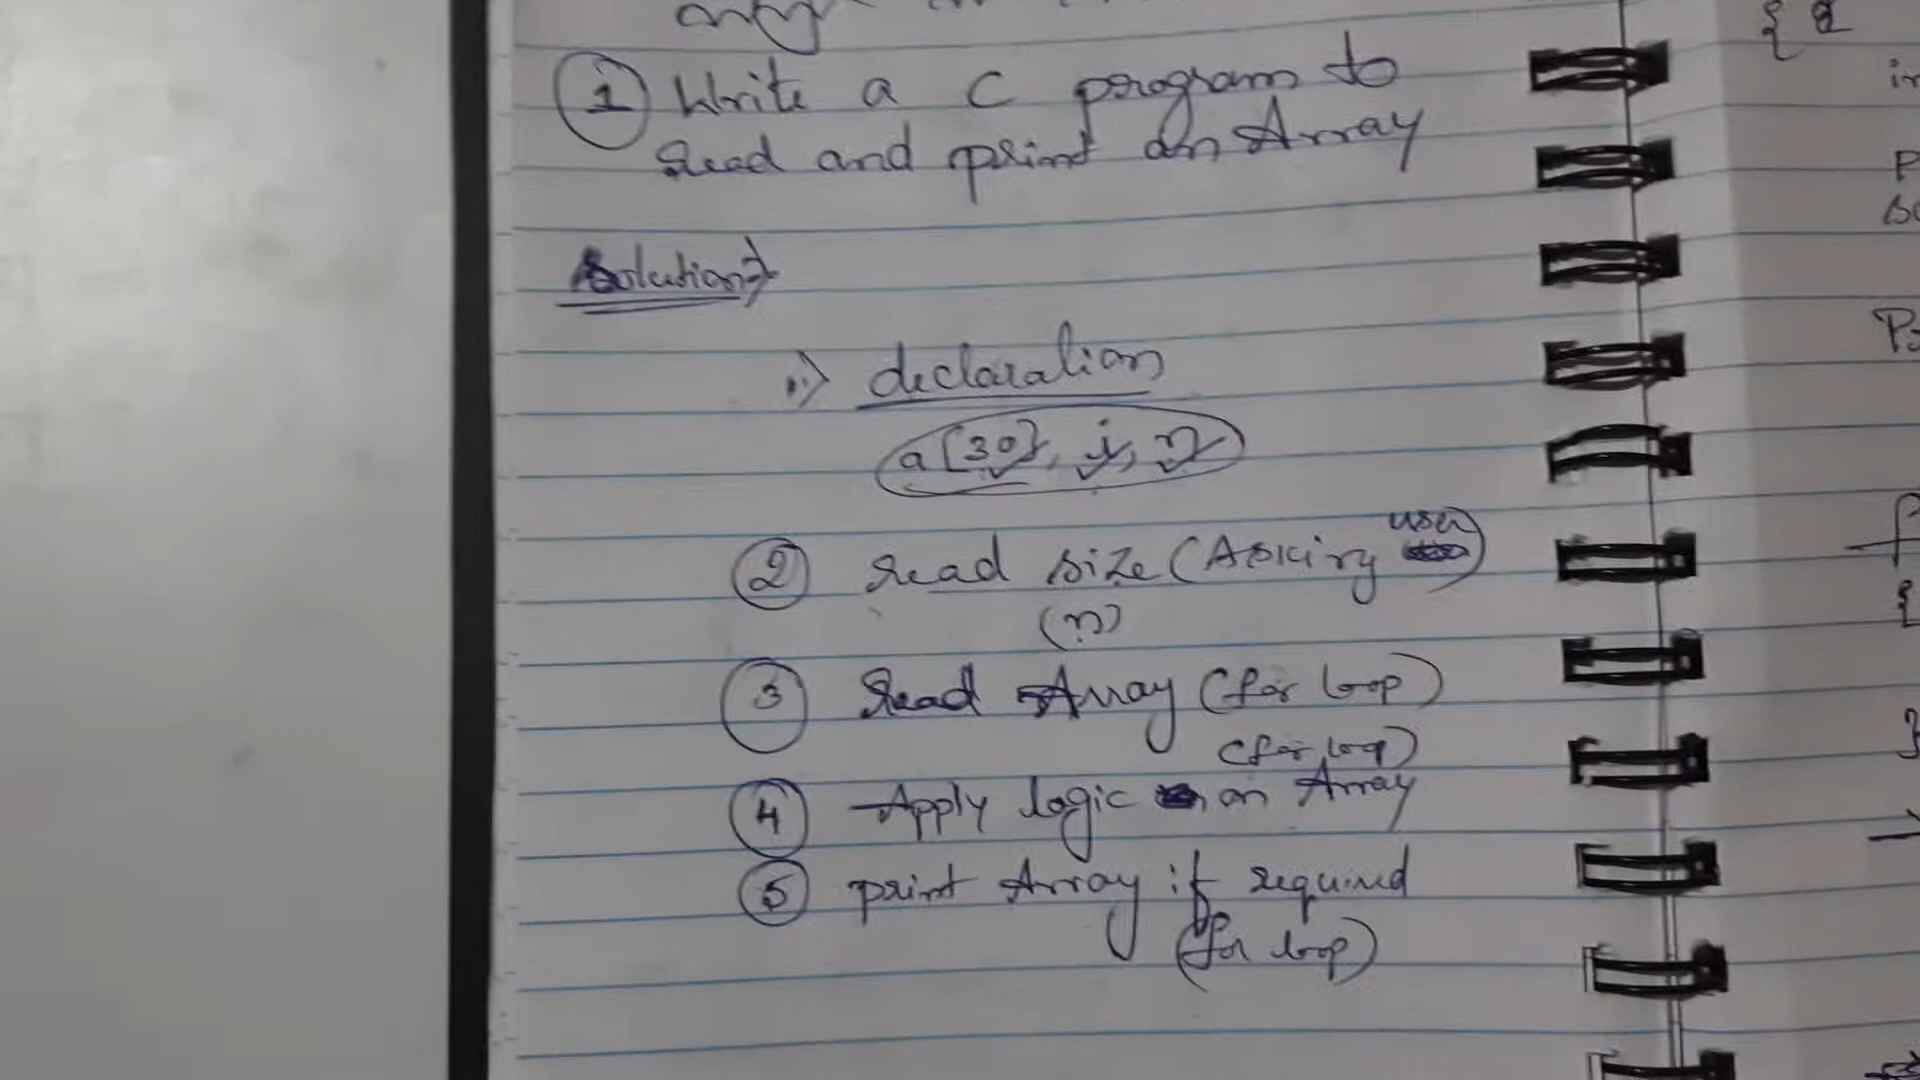 ① Write a C program to
read and print an Array
Solution⇒
1⟩ declaration
a[30], i, n
② read size (Asking user)
(n)
③ Read Array (for loop)
(for loop)
④ Apply logic on Array
⑤ print Array if required
(for loop)
{
{